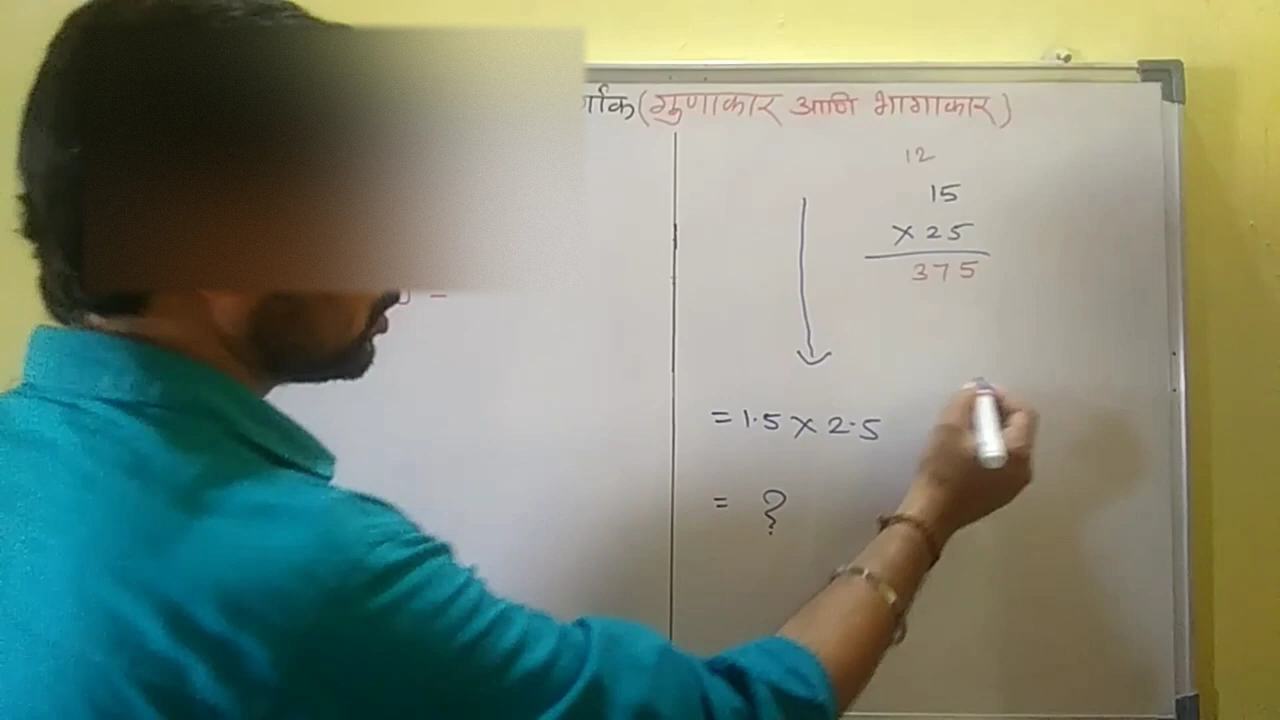 (गुणाकार आणि भागाकार)
12
15
× 25
375
= 1.5 × 2.5
= ?